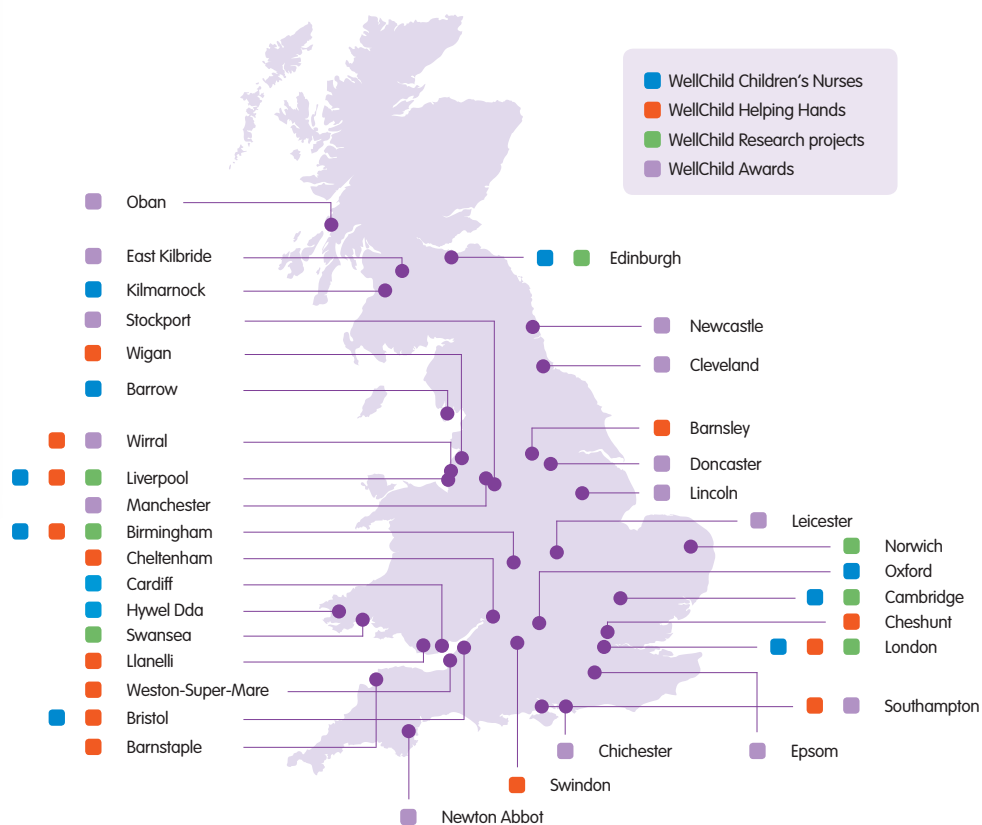 WellChild Children's Nurses
WellChild Helping Hands
WellChild Research projects
WellChild Awards
Oban
East Kilbride
Kilmarnock
Stockport
Wigan
Barrow
Wirral
Liverpool
Manchester
Birmingham
Cheltenham
Cardiff
Hywel Dda
Swansea
Llanelli
Weston-Super-Mare
Bristol
Barnstaple
Edinburgh
Newcastle
Cleveland
Barnsley
Doncaster
Lincoln
Leicester
Norwich
Oxford
Cambridge
Cheshunt
London
Southampton
Chichester
Epsom
Swindon
Newton Abbot